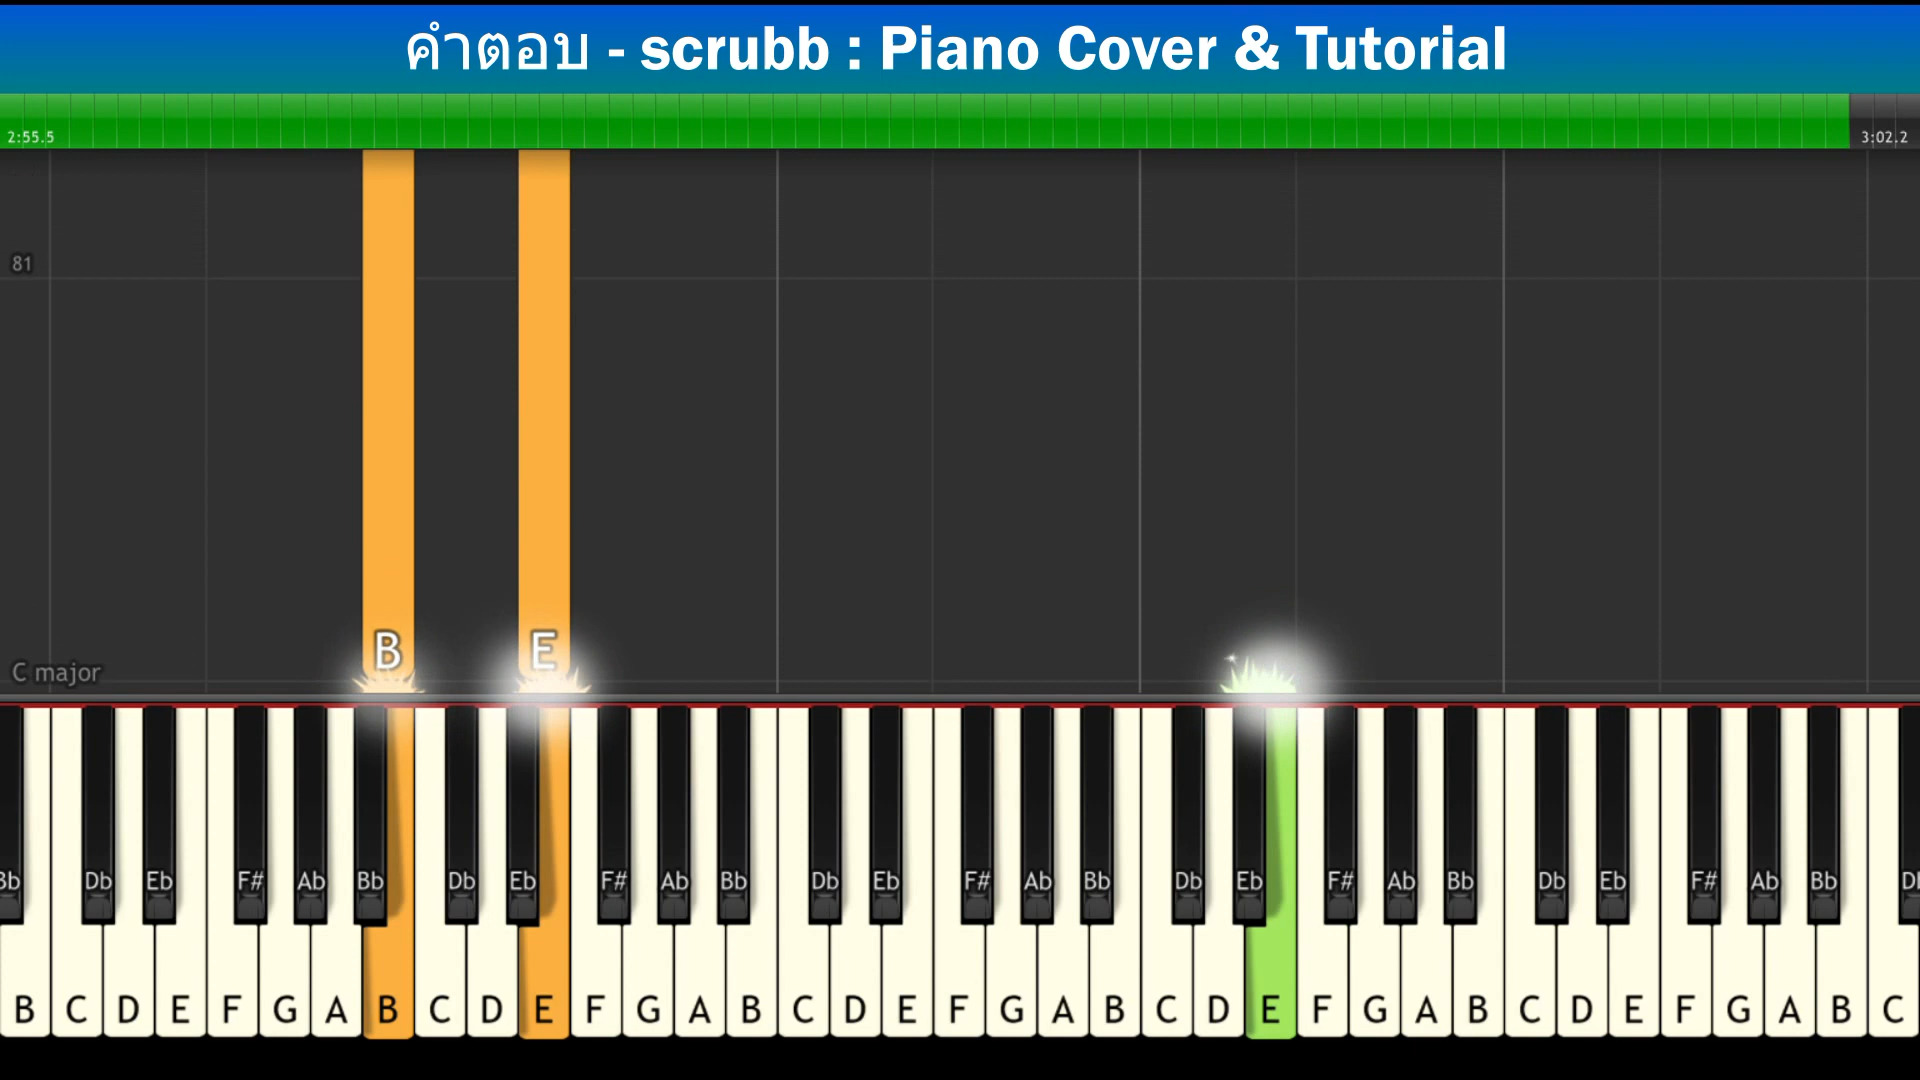 คำตอบ - scrubb : Piano Cover & Tutorial
2:55.5 3:02.2
81
B E
C major
Bb Db Eb F# Ab Bb Db Eb F# Ab Bb Db Eb F# Ab Bb Db Eb F# Ab Bb Db Eb F# Ab Bb
B C D E F G A B C D E F G A B C D E F G A B C D E F G A B C D E F G A B C